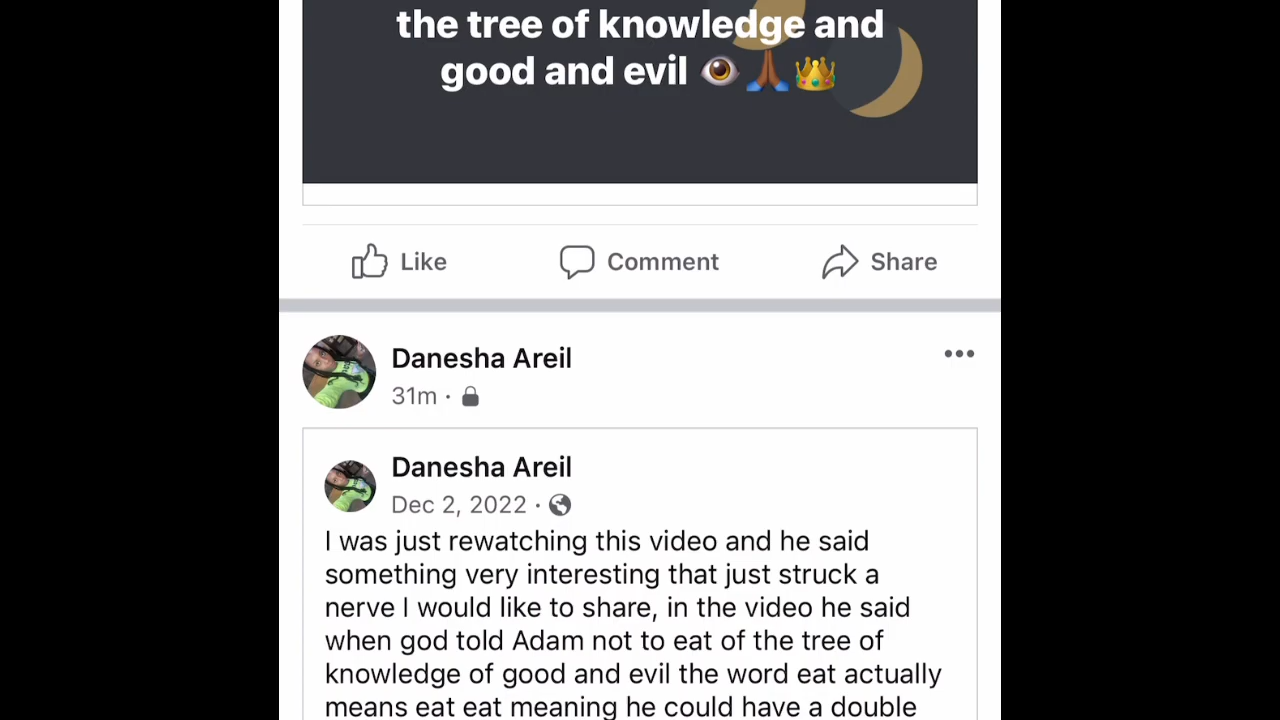 the tree of knowledge and
good and evil 👁️🙏🏾👑
Like
Comment
Share
Danesha Areil
31m ·
Danesha Areil
Dec 2, 2022 ·
I was just rewatching this video and he said
something very interesting that just struck a
nerve I would like to share, in the video he said
when god told Adam not to eat of the tree of
knowledge of good and evil the word eat actually
means eat eat meaning he could have a double